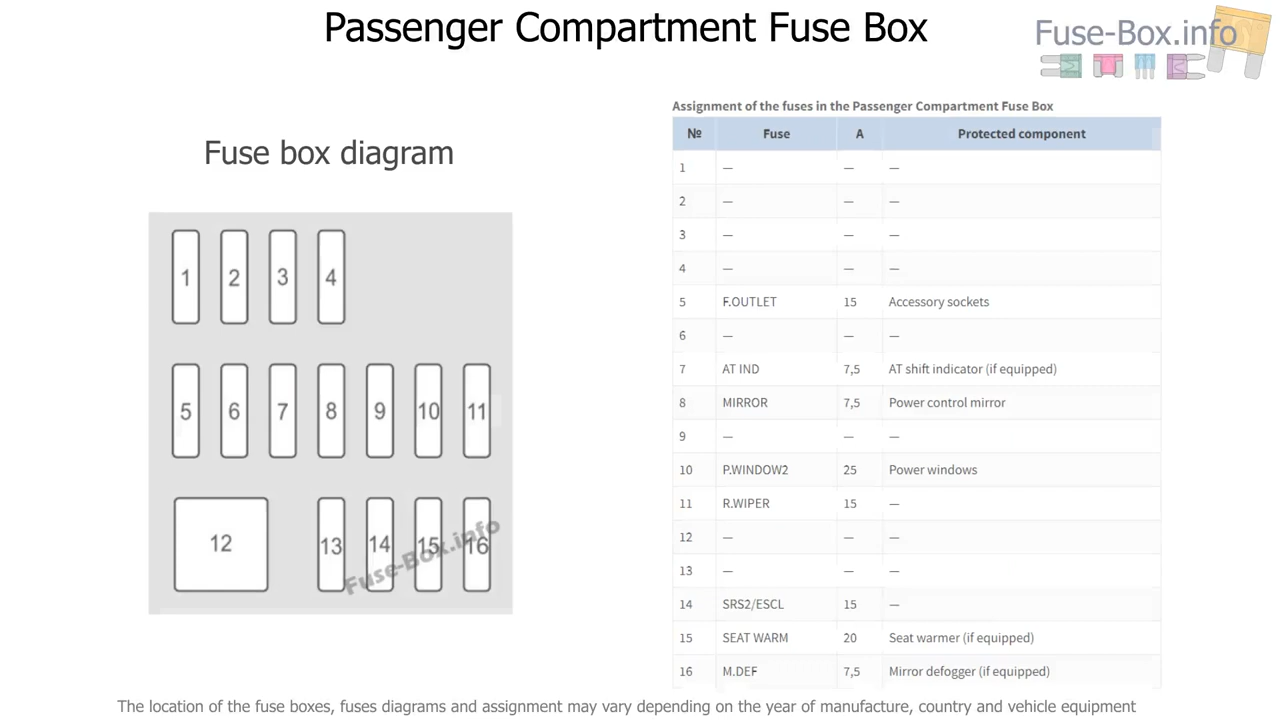 Passenger Compartment Fuse Box
Fuse-Box.info
Fuse box diagram
1 2 3 4
5 6 7 8 9 10 11
12 13 14 15 16
Fuse-Box.info
Assignment of the fuses in the Passenger Compartment Fuse Box
№ Fuse A Protected component
1 — — —
2 — — —
3 — — —
4 — — —
5 F.OUTLET 15 Accessory sockets
6 — — —
7 AT IND 7,5 AT shift indicator (if equipped)
8 MIRROR 7,5 Power control mirror
9 — — —
10 P.WINDOW2 25 Power windows
11 R.WIPER 15 —
12 — — —
13 — — —
14 SRS2/ESCL 15 —
15 SEAT WARM 20 Seat warmer (if equipped)
16 M.DEF 7,5 Mirror defogger (if equipped)
The location of the fuse boxes, fuses diagrams and assignment may vary depending on the year of manufacture, country and vehicle equipment